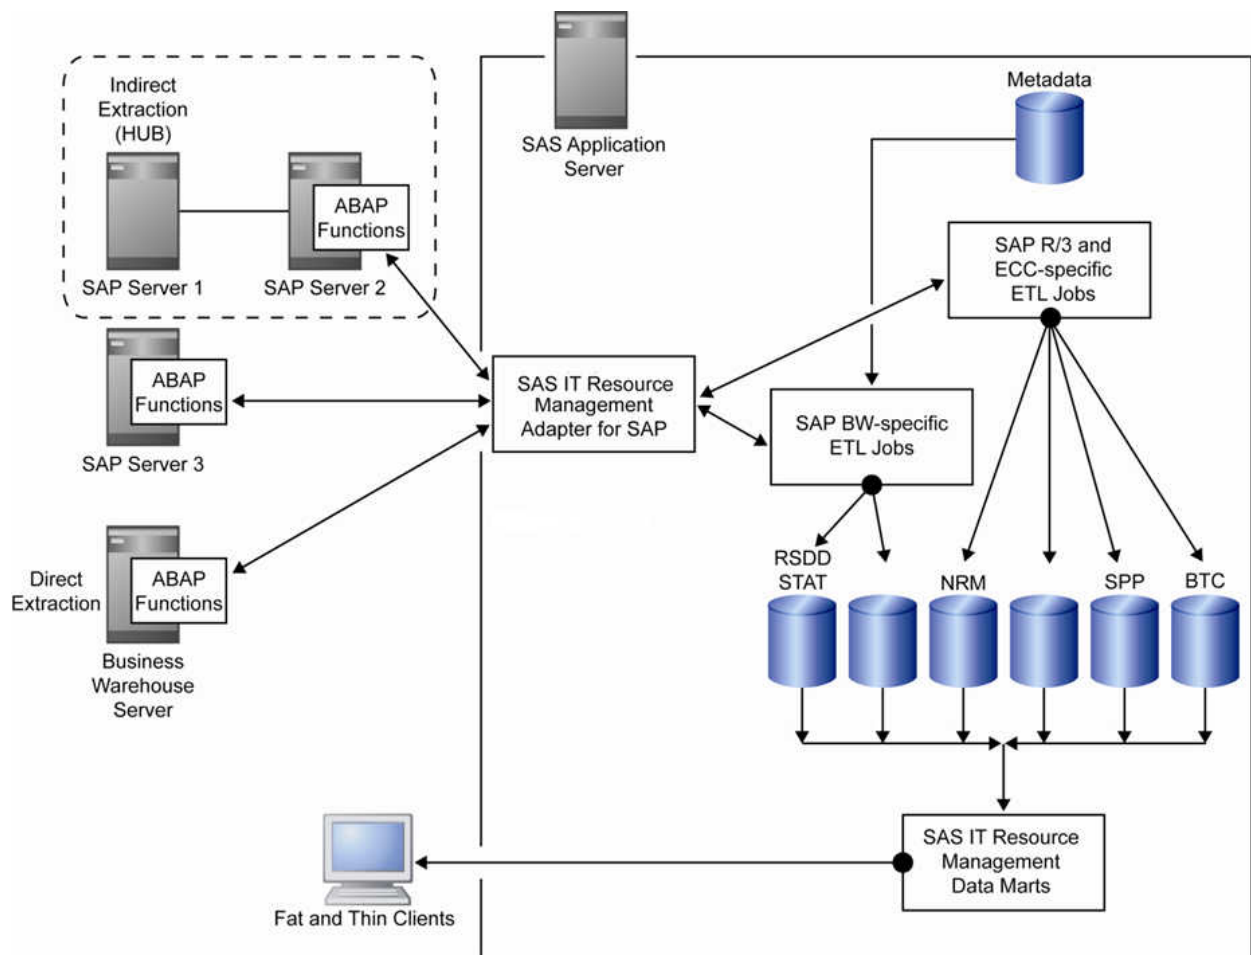 Indirect
Extraction
(HUB)
SAP Server 1
ABAP
Functions
SAP Server 2
ABAP
Functions
SAP Server 3
Direct
Extraction
ABAP
Functions
Business
Warehouse
Server
SAS Application
Server
Metadata
SAP R/3 and
ECC-specific
ETL Jobs
SAS IT Resource
Management
Adapter for SAP
SAP BW-specific
ETL Jobs
RSDD
STAT
NRM
SPP
BTC
SAS IT Resource
Management
Data Marts
Fat and Thin Clients